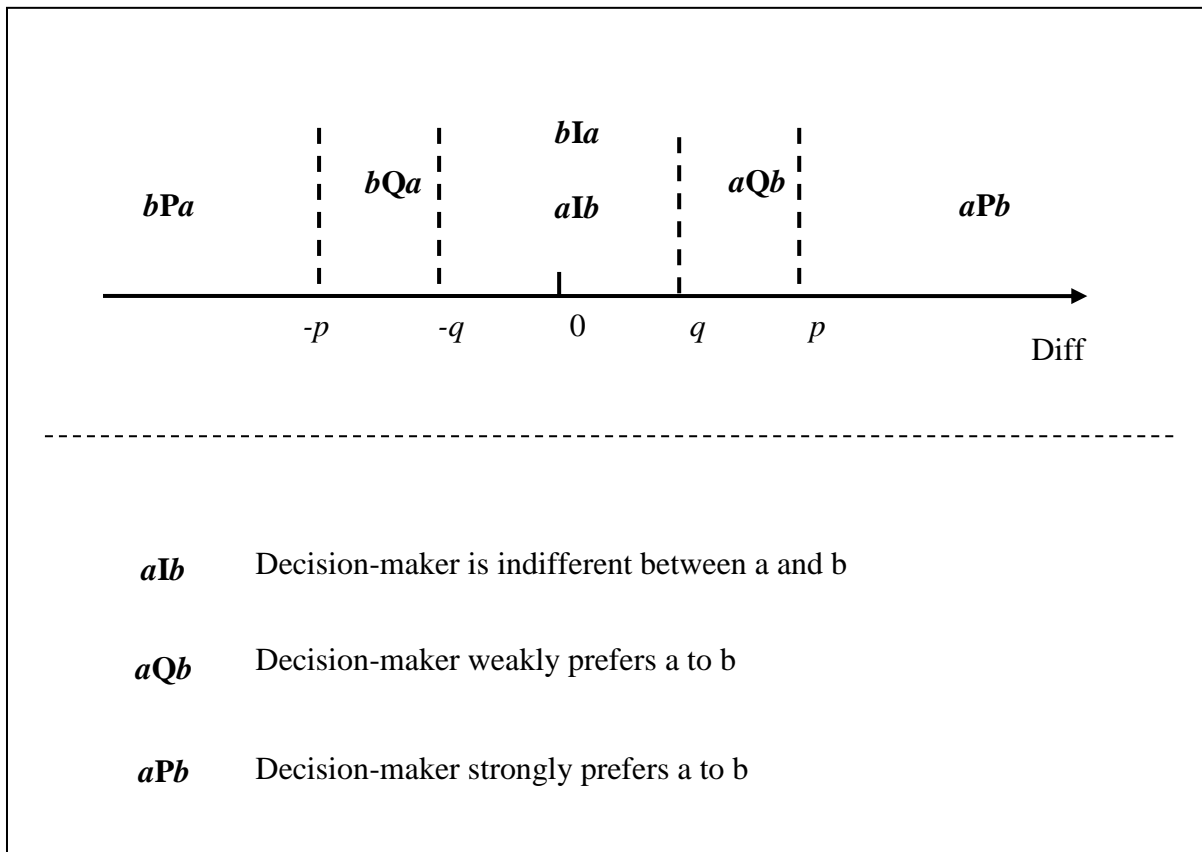 bIa
bQa aQb
bPa aIb aPb
-p -q 0 q p
Diff
aIb Decision-maker is indifferent between a and b
aQb Decision-maker weakly prefers a to b
aPb Decision-maker strongly prefers a to b